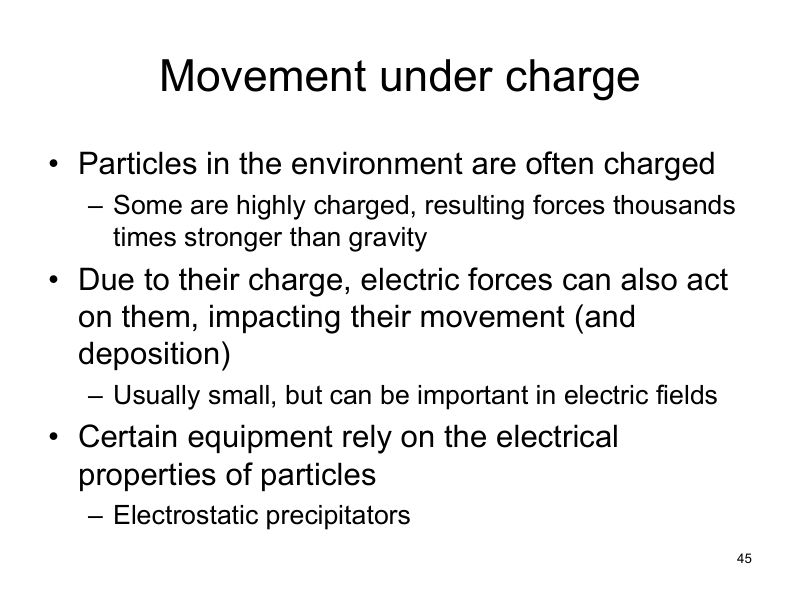 Movement under charge
• Particles in the environment are often charged
– Some are highly charged, resulting forces thousands
times stronger than gravity
• Due to their charge, electric forces can also act
on them, impacting their movement (and
deposition)
– Usually small, but can be important in electric fields
• Certain equipment rely on the electrical
properties of particles
– Electrostatic precipitators
45